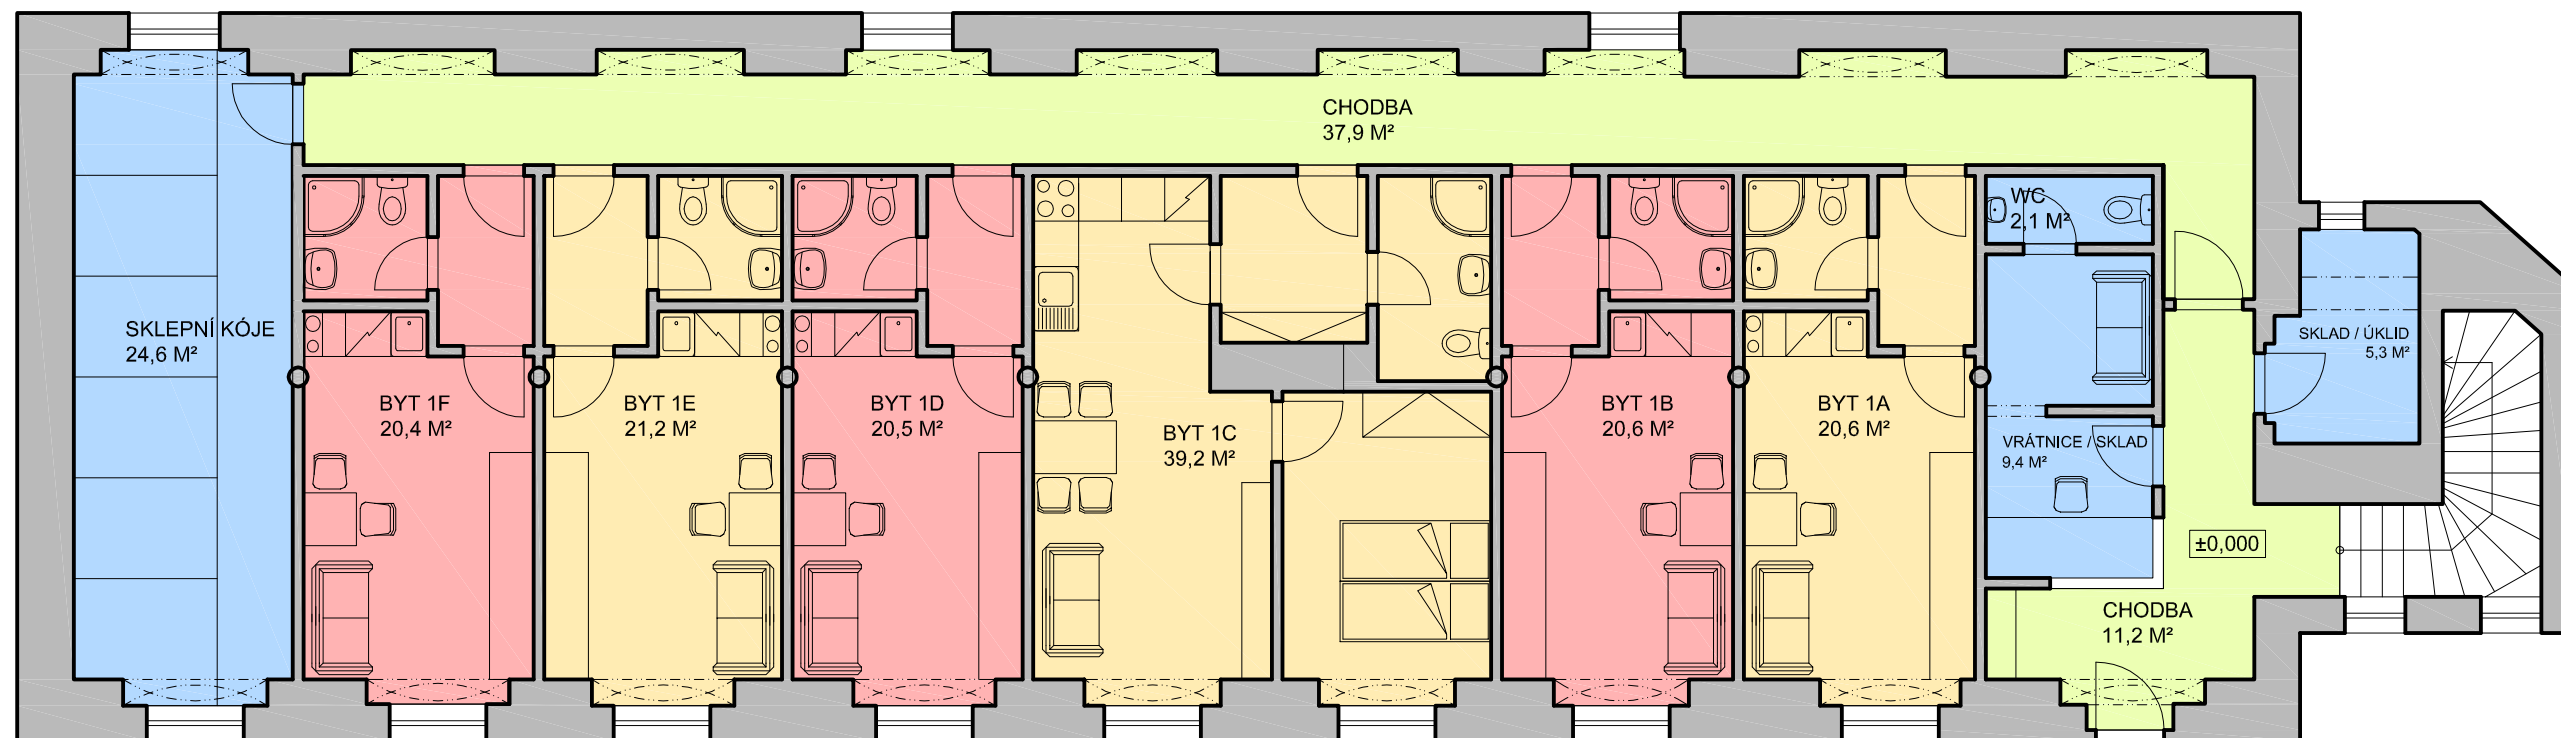 CHODBA
37,9 M²
WC
2,1 M²
SKLEPNÍ KÓJE
24,6 M²
SKLAD / ÚKLID
5,3 M²
BYT 1F
20,4 M²
BYT 1E
21,2 M²
BYT 1D
20,5 M²
BYT 1C
39,2 M²
BYT 1B
20,6 M²
BYT 1A
20,6 M²
VRÁTNICE / SKLAD
9,4 M²
±0,000
CHODBA
11,2 M²